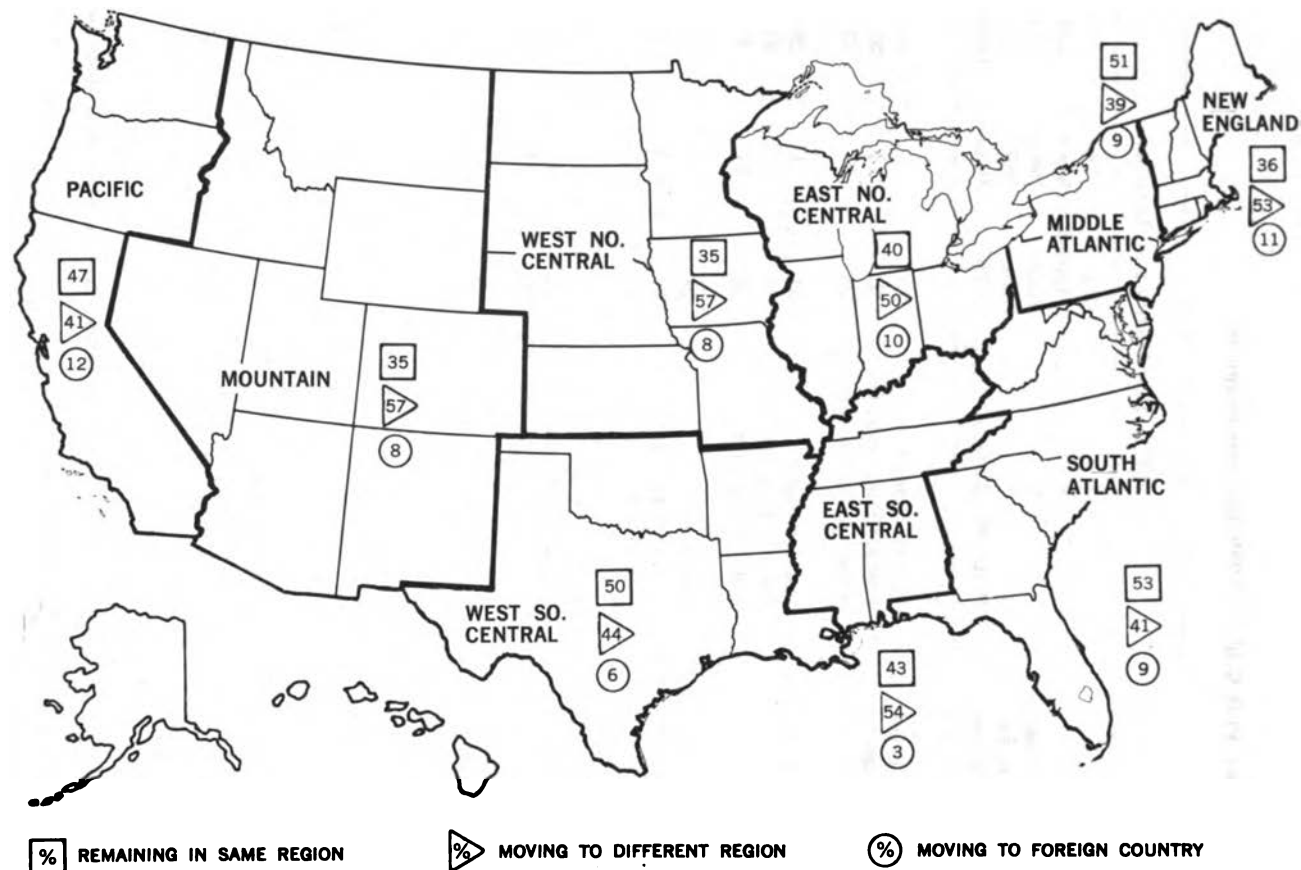 51
39
9
NEW
ENGLAND
36
53
11
PACIFIC
EAST NO.
CENTRAL
MIDDLE
ATLANTIC
WEST NO.
CENTRAL
47
41
12
35
57
8
40
50
10
MOUNTAIN
35
57
8
SOUTH
ATLANTIC
EAST SO.
CENTRAL
WEST SO.
CENTRAL
50
44
6
53
41
9
43
54
3
% REMAINING IN SAME REGION
% MOVING TO DIFFERENT REGION
% MOVING TO FOREIGN COUNTRY